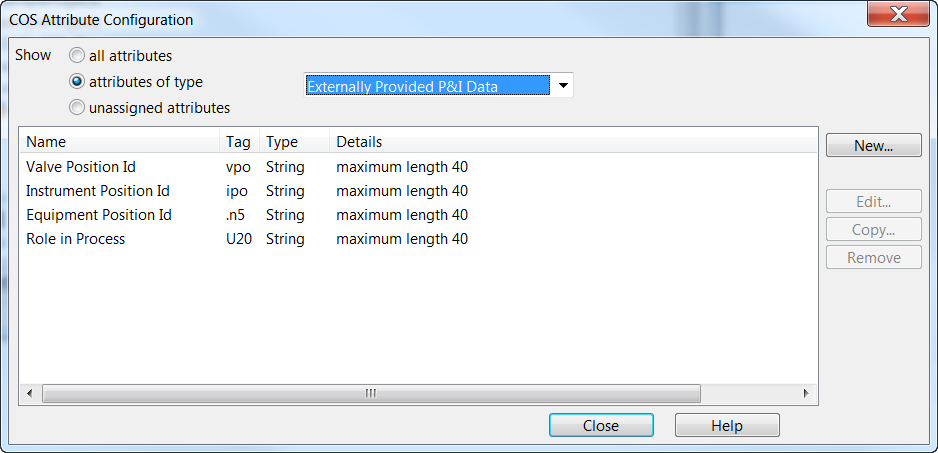 COS Attribute Configuration
Show all attributes
attributes of type Externally Provided P&I Data
unassigned attributes
Name Tag Type Details
Valve Position Id vpo String maximum length 40
Instrument Position Id ipo String maximum length 40
Equipment Position Id .n5 String maximum length 40
Role in Process U20 String maximum length 40
New...
Edit...
Copy...
Remove
Close Help